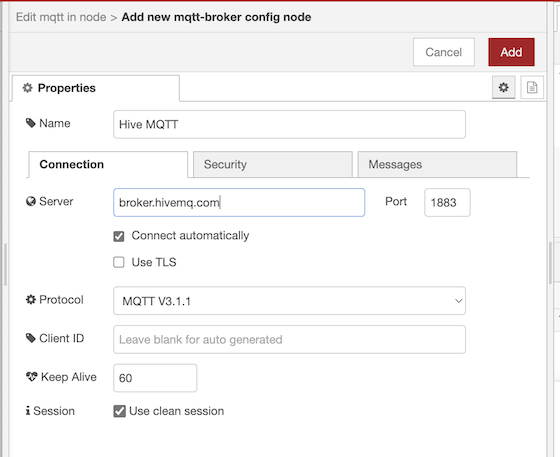 Edit mqtt in node > Add new mqtt-broker config node
Cancel Add
Properties
Name Hive MQTT
Connection Security Messages
Server broker.hivemq.com Port 1883
Connect automatically
Use TLS
Protocol MQTT V3.1.1
Client ID Leave blank for auto generated
Keep Alive 60
Session Use clean session